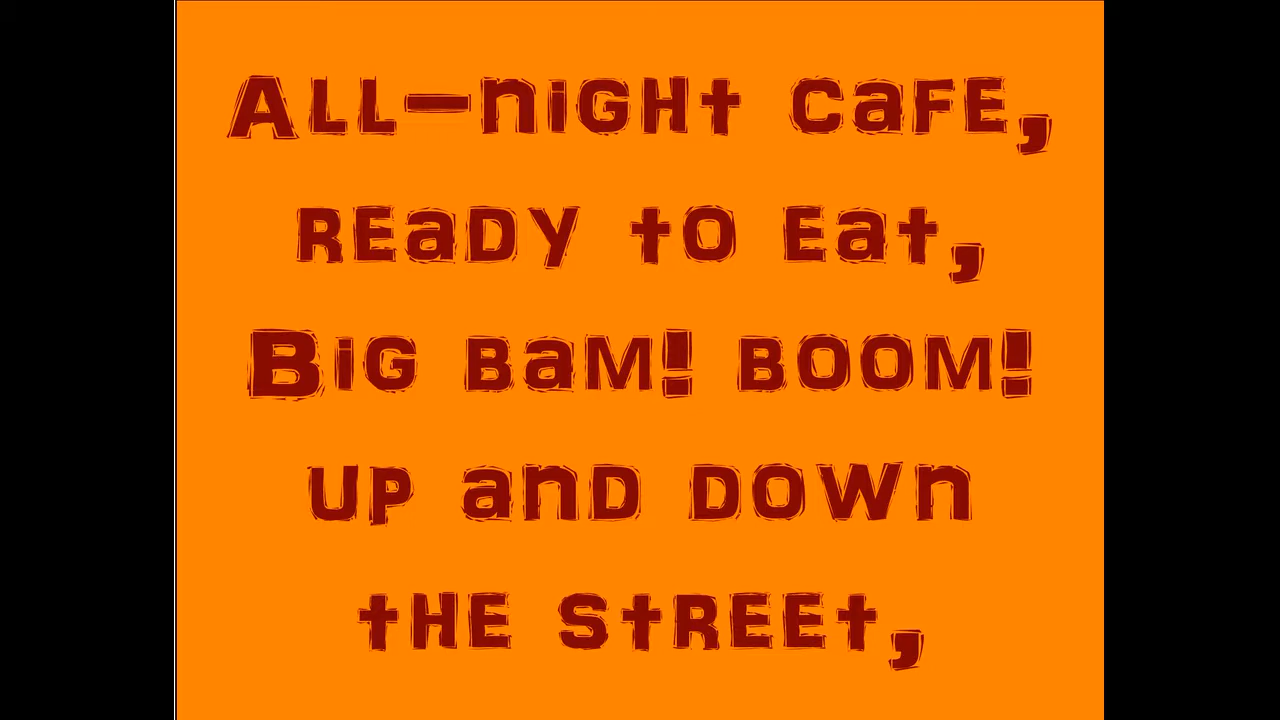 All-night cafe,
ready to eat,
Big bam! boom!
up and down
the street,